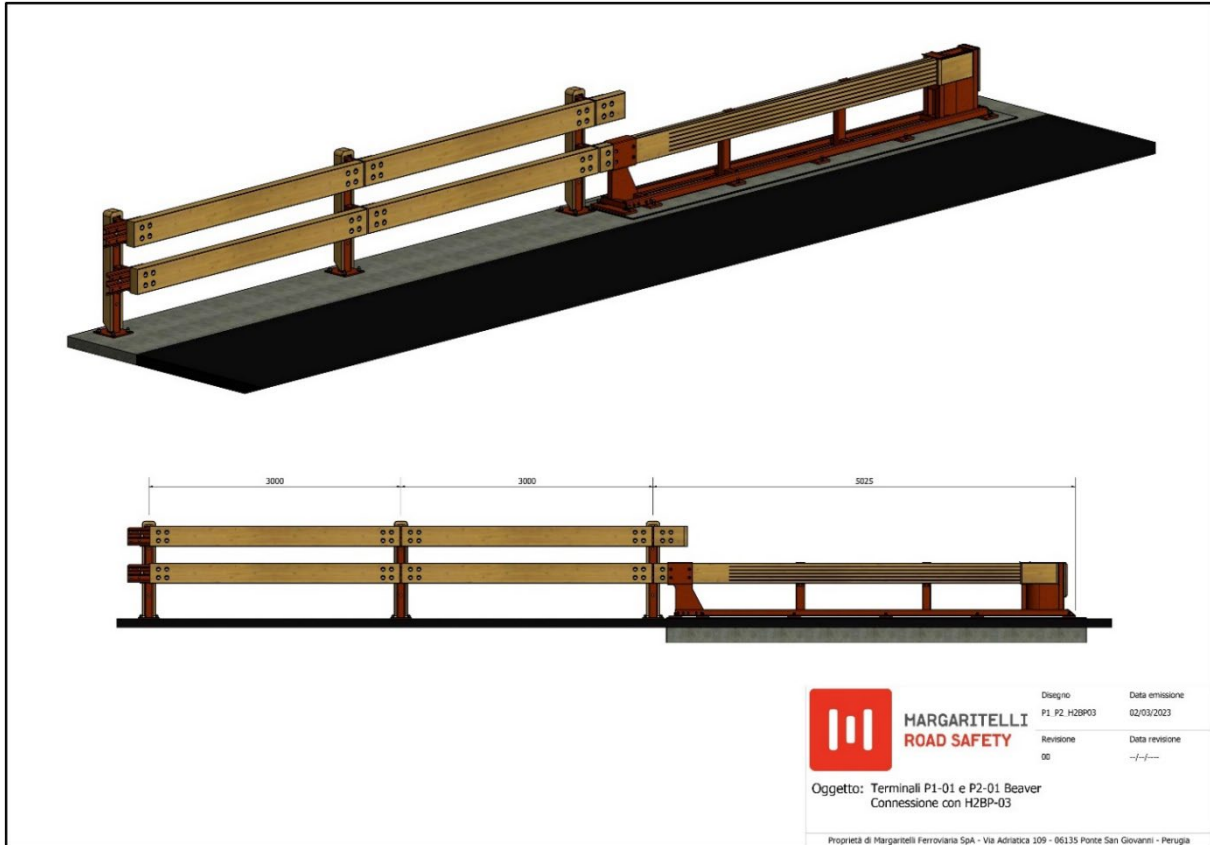 3000
3000
5025
MARGARITELLI
ROAD SAFETY
Disegno
Data emissione
P1_P2_H2BP03
02/03/2023
Revisione
Data revisione
00
--/--/----
Oggetto: Terminali P1-01 e P2-01 Beaver
Connessione con H2BP-03
Proprietà di Margaritelli Ferroviaria SpA - Via Adriatica 109 - 06135 Ponte San Giovanni - Perugia